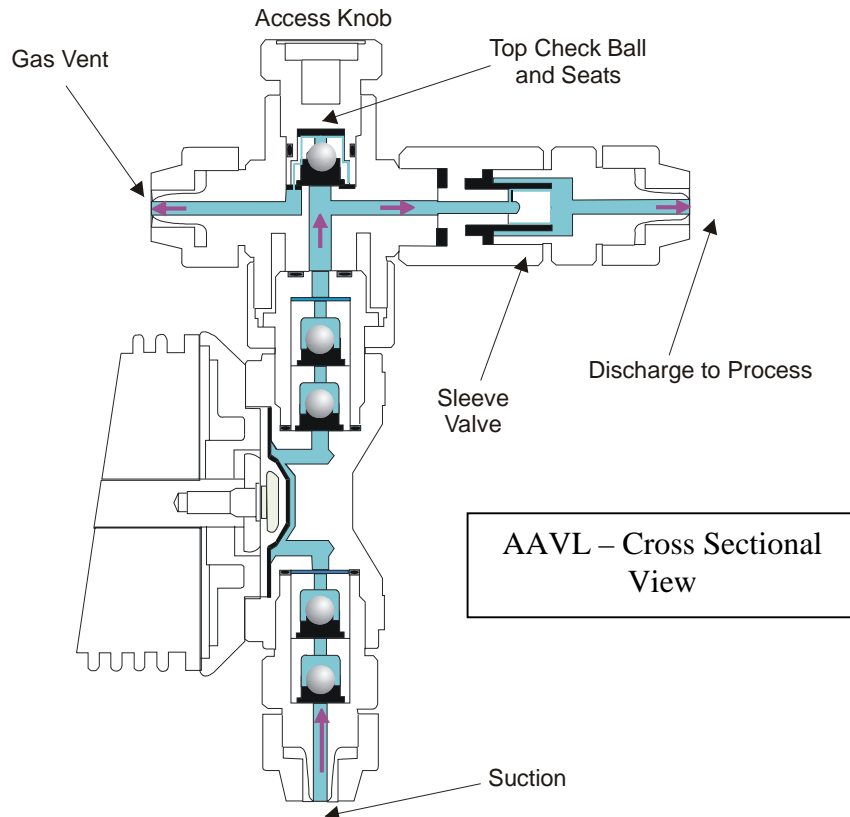 Access Knob
Gas Vent
Top Check Ball
and Seats
Discharge to Process
Sleeve
Valve
AAVL – Cross Sectional
View
Suction